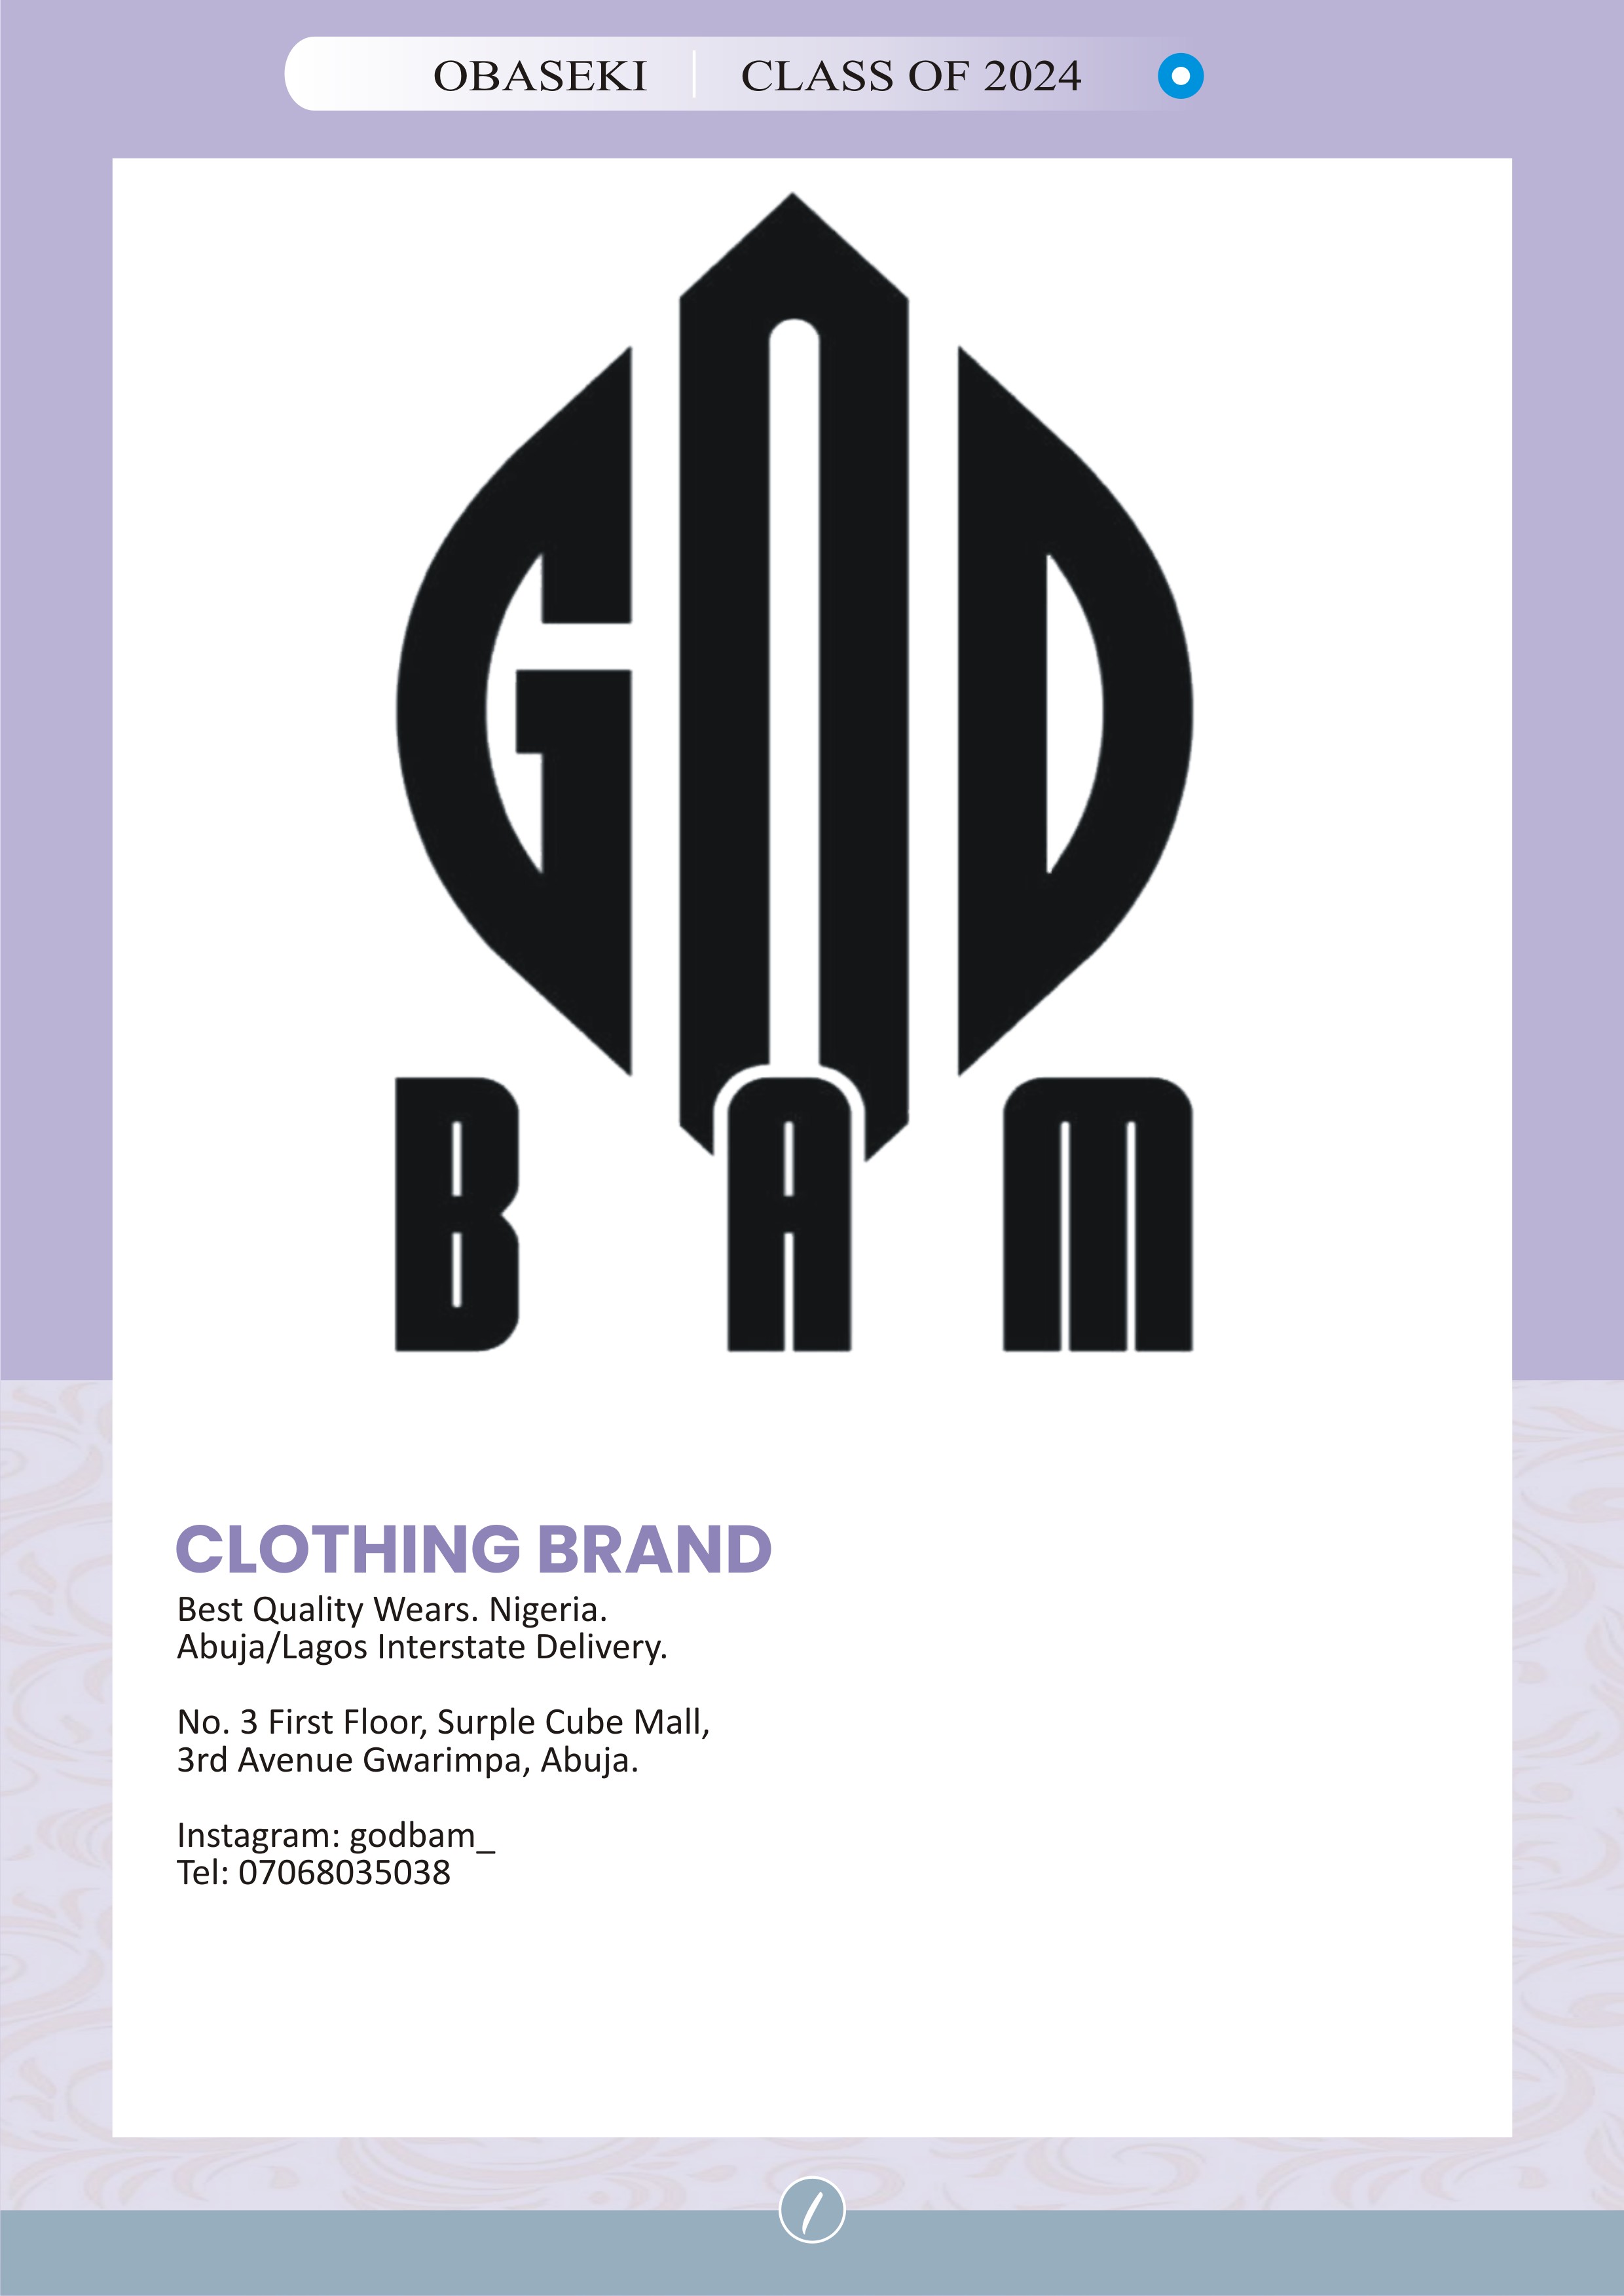 OBASEKI CLASS OF 2024
GOD
BAM
CLOTHING BRAND
Best Quality Wears. Nigeria.
Abuja/Lagos Interstate Delivery.
No. 3 First Floor, Surple Cube Mall,
3rd Avenue Gwarimpa, Abuja.
Instagram: godbam_
Tel: 07068035038